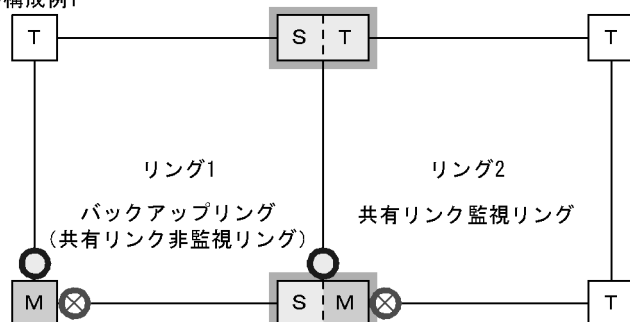 構成例1
T
S T
T
リング1
リング2
バックアップリング
(共有リンク非監視リング)
共有リンク監視リング
M
S M
T